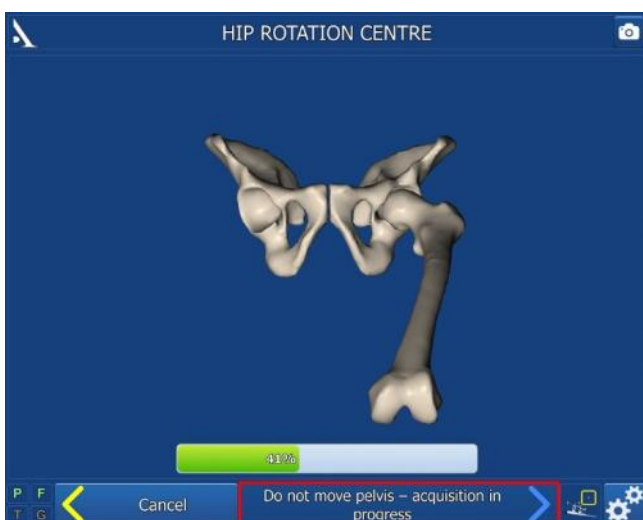 HIP ROTATION CENTRE
41%
P F
T G
Cancel
Do not move pelvis – acquisition in
progress